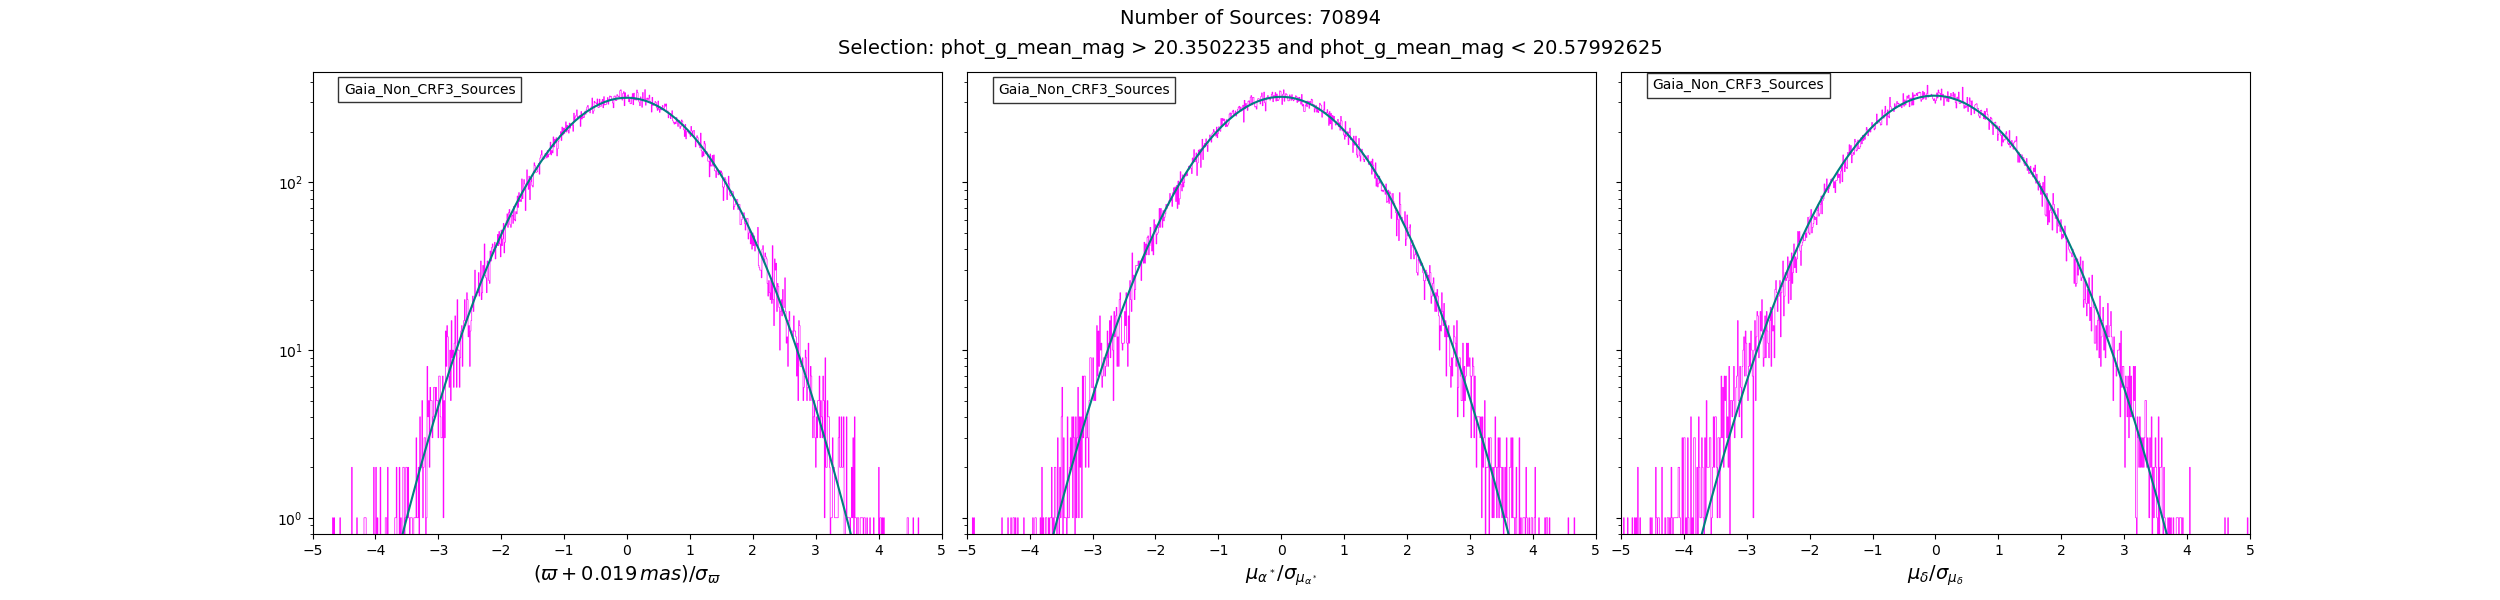 Number of Sources: 70894
Selection: phot_g_mean_mag > 20.3502235 and phot_g_mean_mag < 20.57992625
Gaia_Non_CRF3_Sources
Gaia_Non_CRF3_Sources
Gaia_Non_CRF3_Sources
10²
10¹
10⁰
−5 −4 −3 −2 −1 0 1 2 3 4 5
−5 −4 −3 −2 −1 0 1 2 3 4 5
−5 −4 −3 −2 −1 0 1 2 3 4 5
(ϖ + 0.019 mas)/σ_ϖ
μ_α*/σ_μ_α*
μ_δ/σ_μ_δ